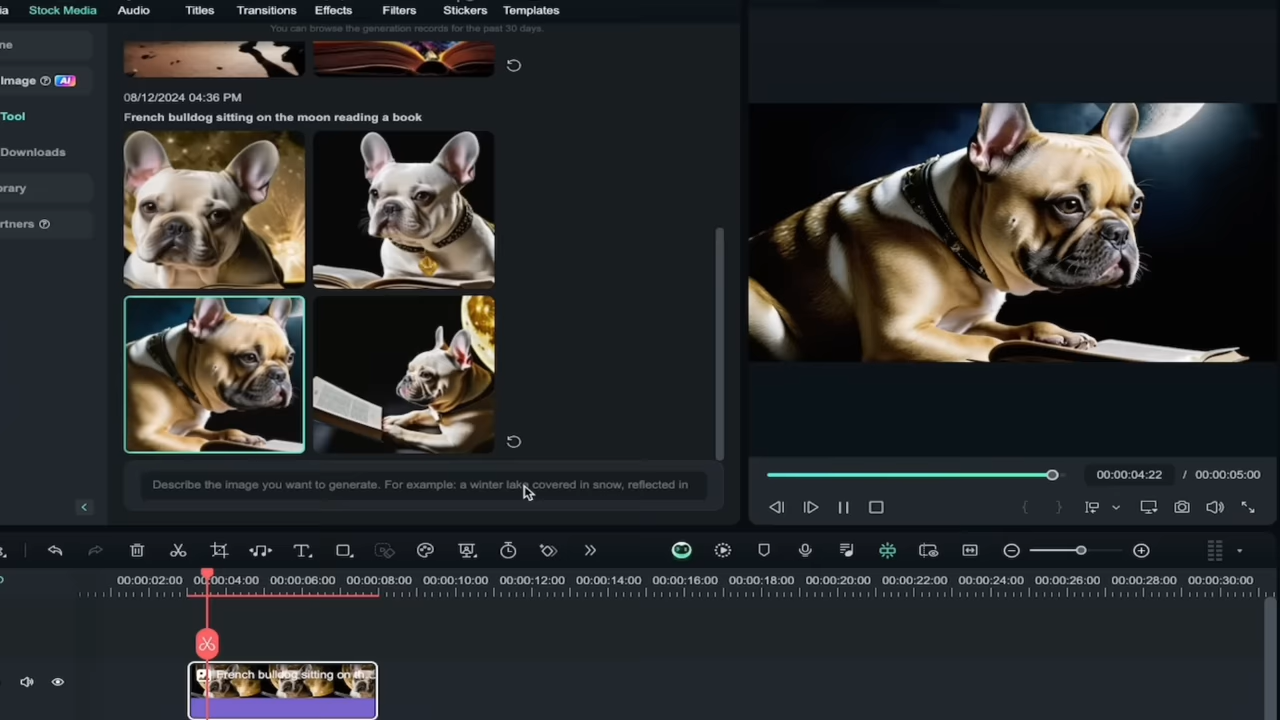 ia Stock Media Audio Titles Transitions Effects Filters Stickers Templates
You can browse the generation records for the past 30 days.
ne
Image AI
Tool
Downloads
rary
rtners
08/12/2024 04:36 PM
French bulldog sitting on the moon reading a book
Describe the image you want to generate. For example: a winter lake covered in snow, reflected in
00:00:04:22 / 00:00:05:00
00:00:02:00 00:00:04:00 00:00:06:00 00:00:08:00 00:00:10:00 00:00:12:00 00:00:14:00 00:00:16:00 00:00:18:00 00:00:20:00 00:00:22:00 00:00:24:00 00:00:26:00 00:00:28:00 00:00:30:00
French bulldog sitting on th...